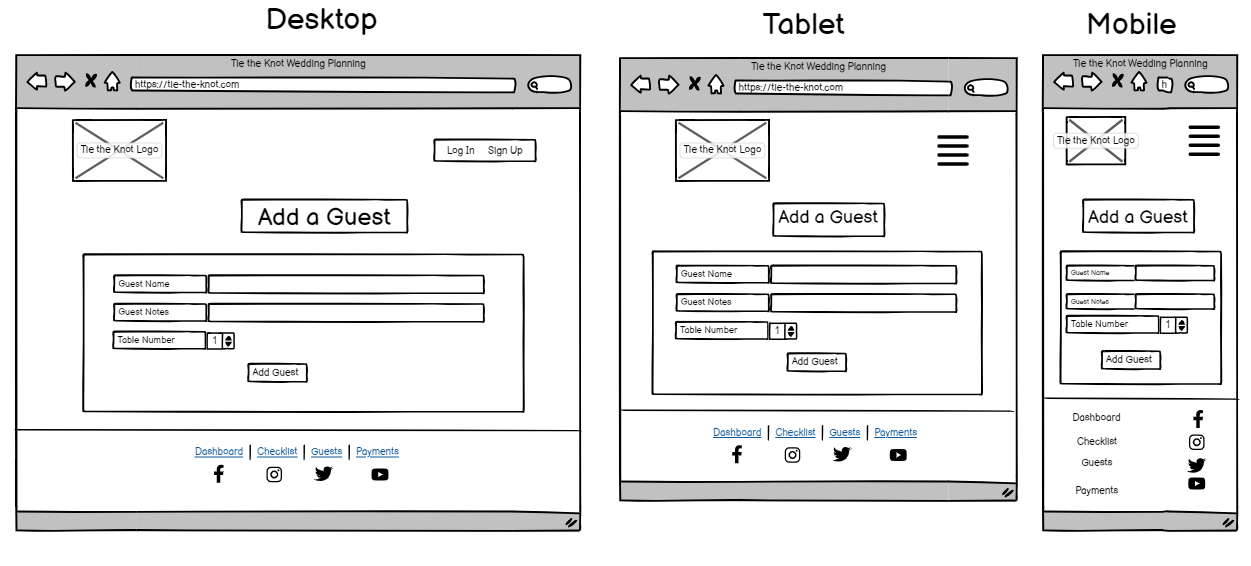 Desktop
Tie the Knot Wedding Planning
https://tie-the-knot.com
Tie the Knot Logo
Log In Sign Up
Add a Guest
Guest Name
Guest Notes
Table Number 1
Add Guest
Dashboard | Checklist | Guests | Payments
Tablet
Tie the Knot Wedding Planning
https://tie-the-knot.com
Tie the Knot Logo
Add a Guest
Guest Name
Guest Notes
Table Number 1
Add Guest
Dashboard | Checklist | Guests | Payments
Mobile
Tie the Knot Wedding Planning
h
Tie the Knot Logo
Add a Guest
Guest Name
Guest Notes
Table Number 1
Add Guest
Dashboard
Checklist
Guests
Payments